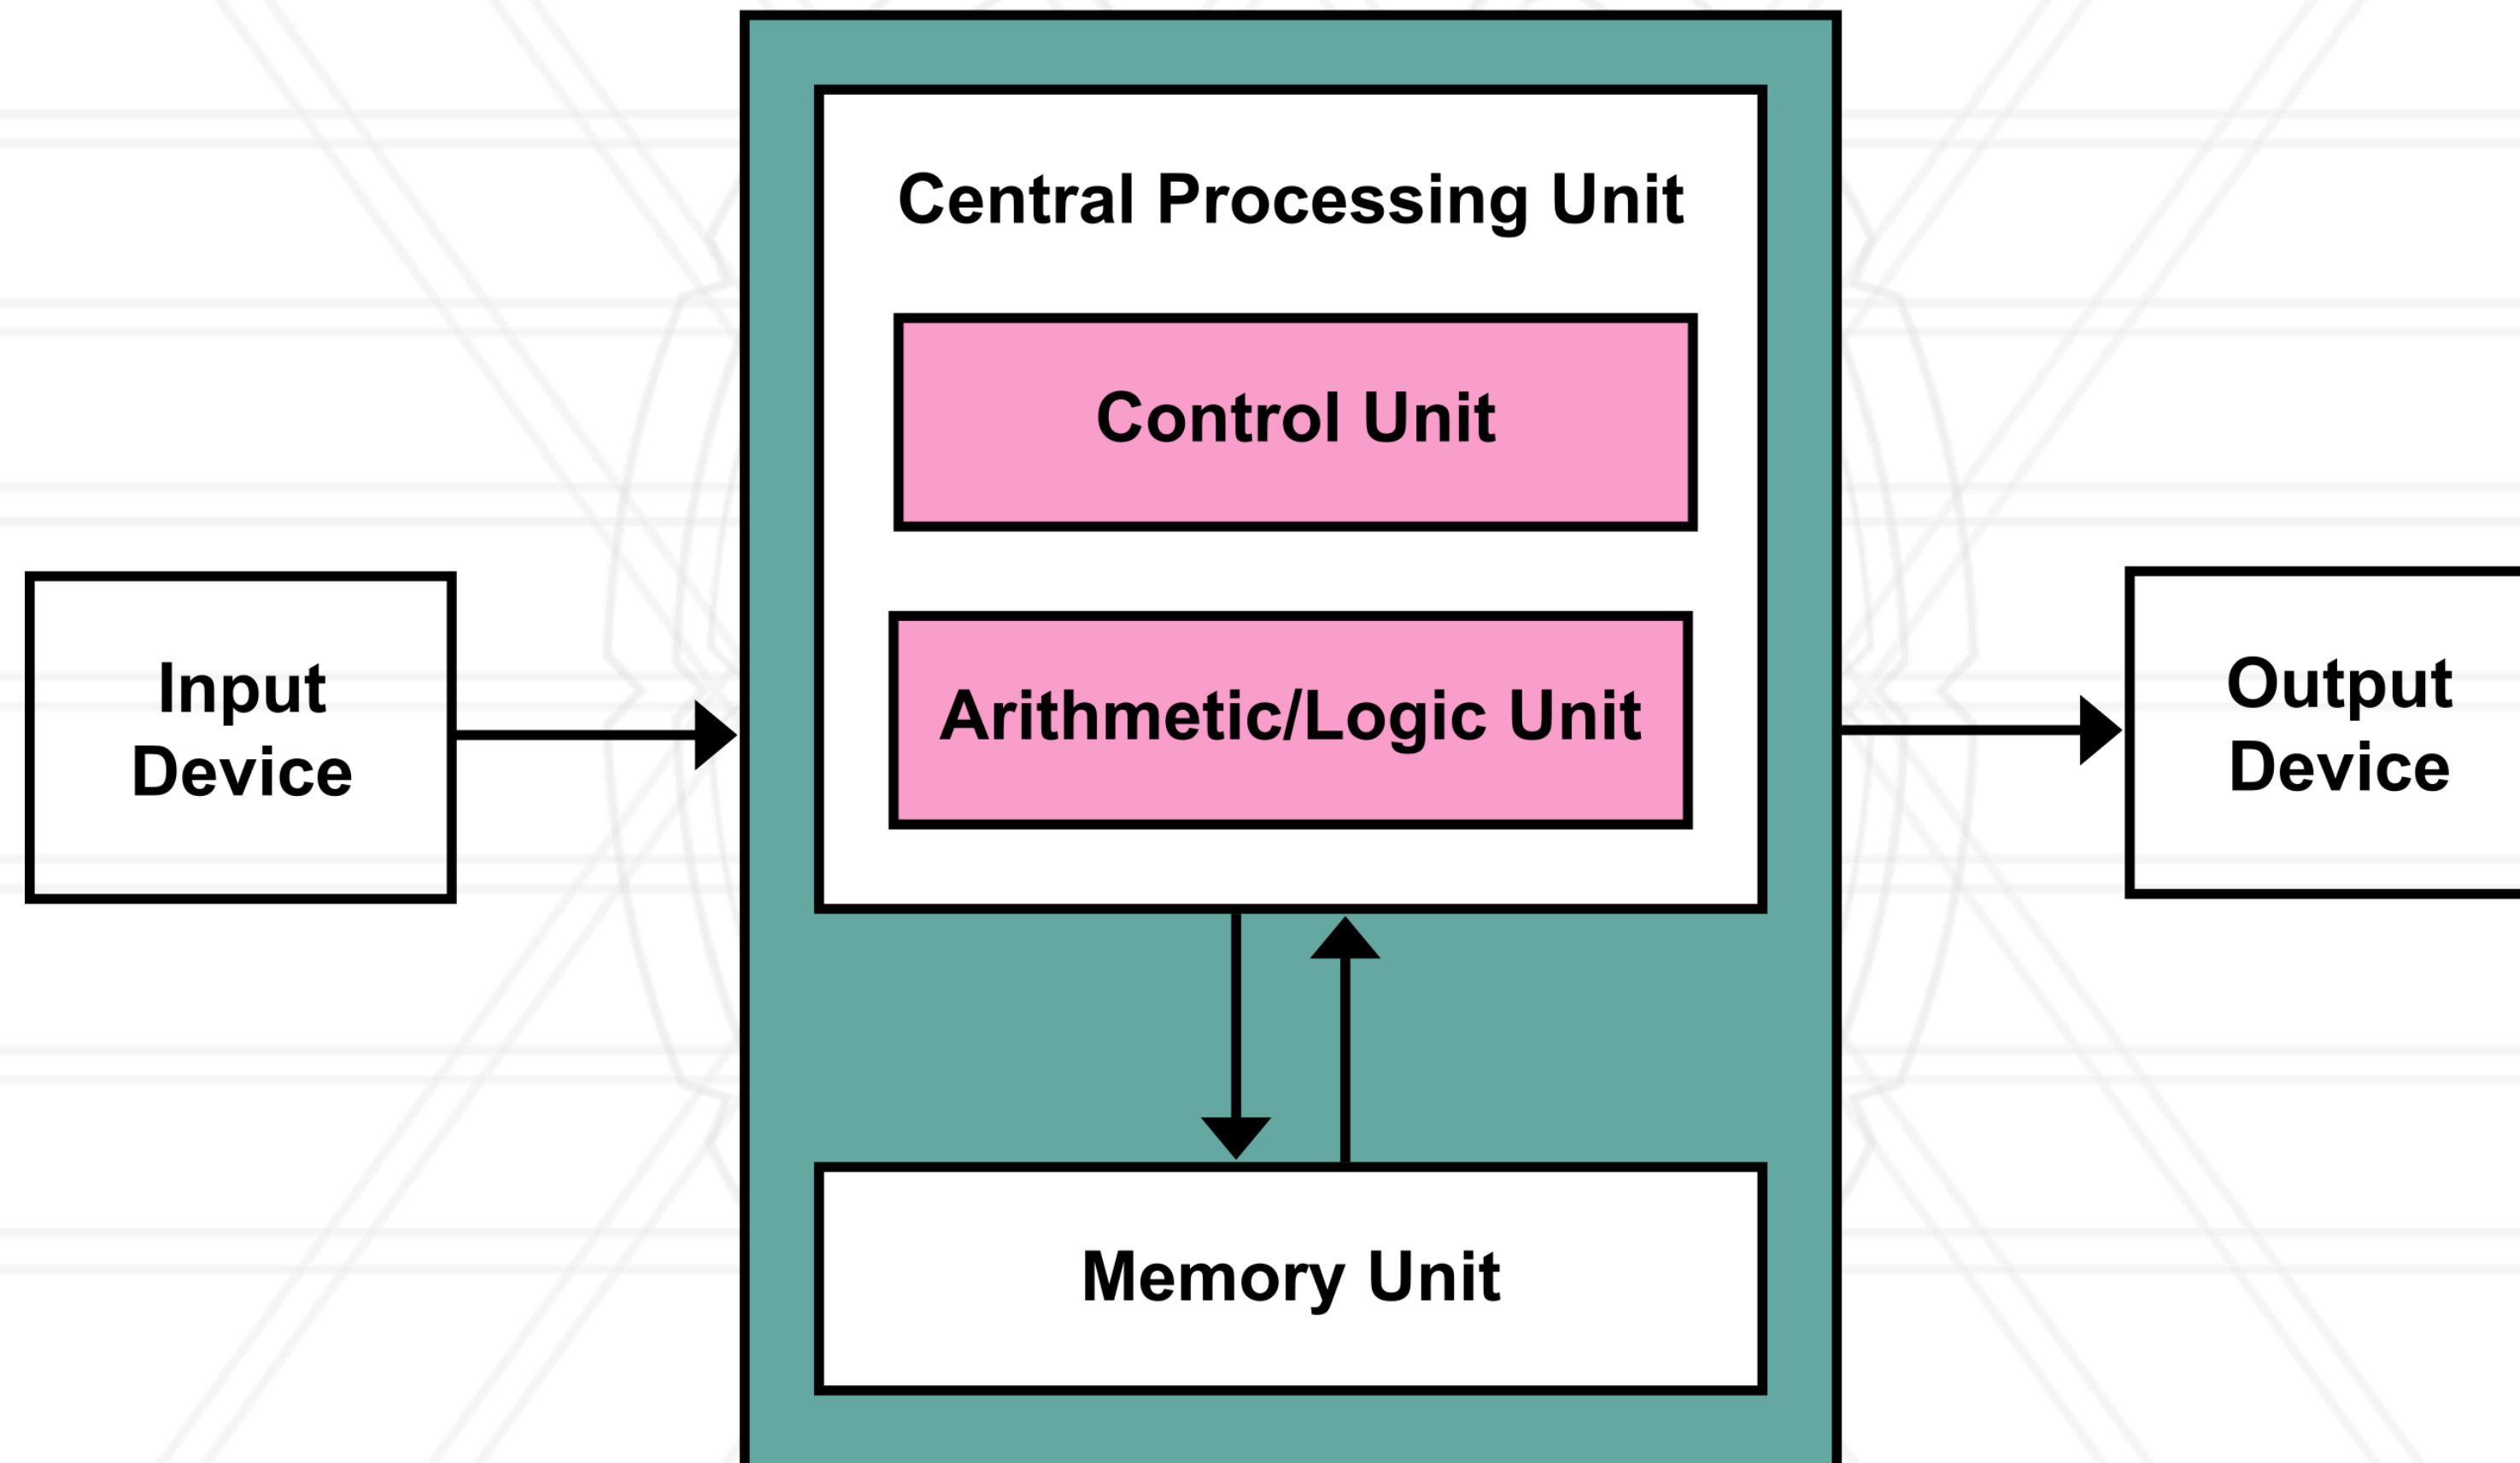 Central Processing Unit
Control Unit
Input
Device
Arithmetic/Logic Unit
Output
Device
Memory Unit